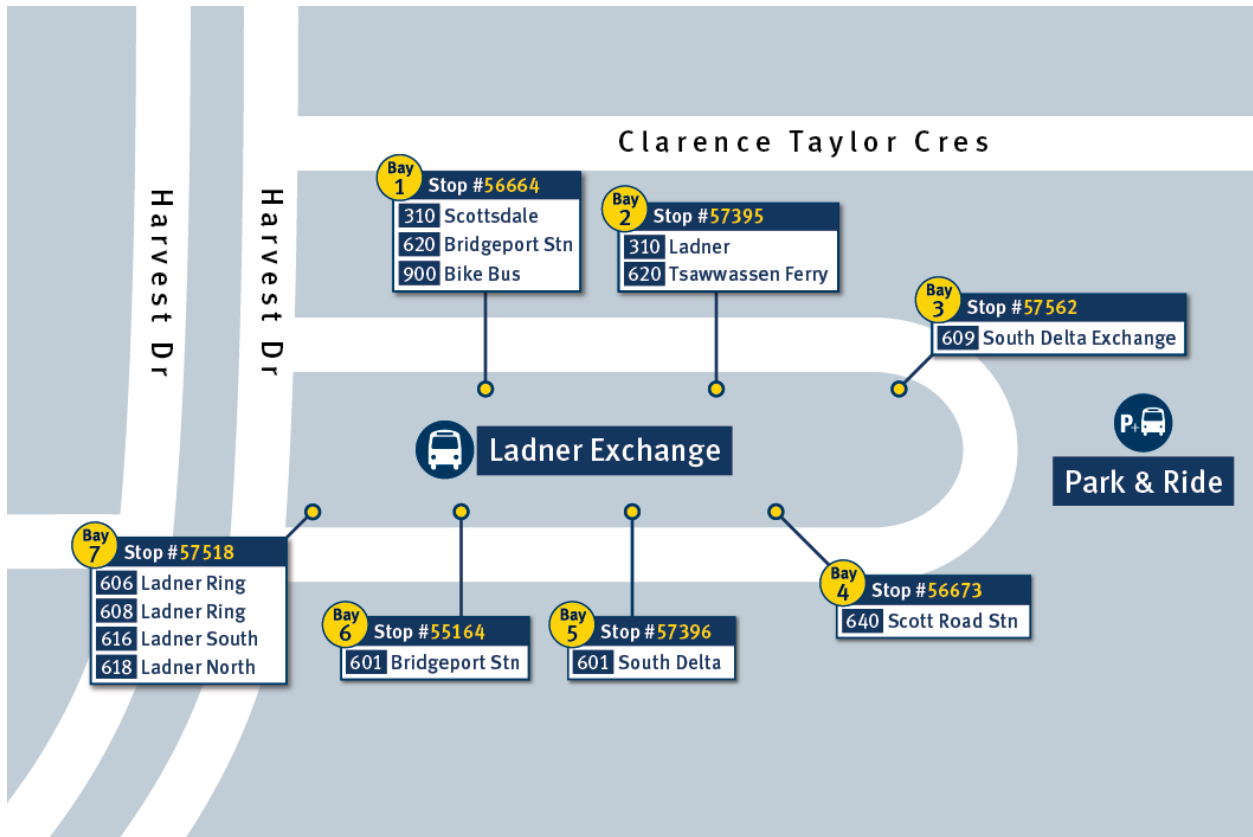 Clarence Taylor Cres
Harvest Dr
Harvest Dr
Bay 1
Stop #56664
310 Scottsdale
620 Bridgeport Stn
900 Bike Bus
Bay 2
Stop #57395
310 Ladner
620 Tsawwassen Ferry
Bay 3
Stop #57562
609 South Delta Exchange
Ladner Exchange
P+
Park & Ride
Bay 7
Stop #57518
606 Ladner Ring
608 Ladner Ring
616 Ladner South
618 Ladner North
Bay 6
Stop #55164
601 Bridgeport Stn
Bay 5
Stop #57396
601 South Delta
Bay 4
Stop #56673
640 Scott Road Stn